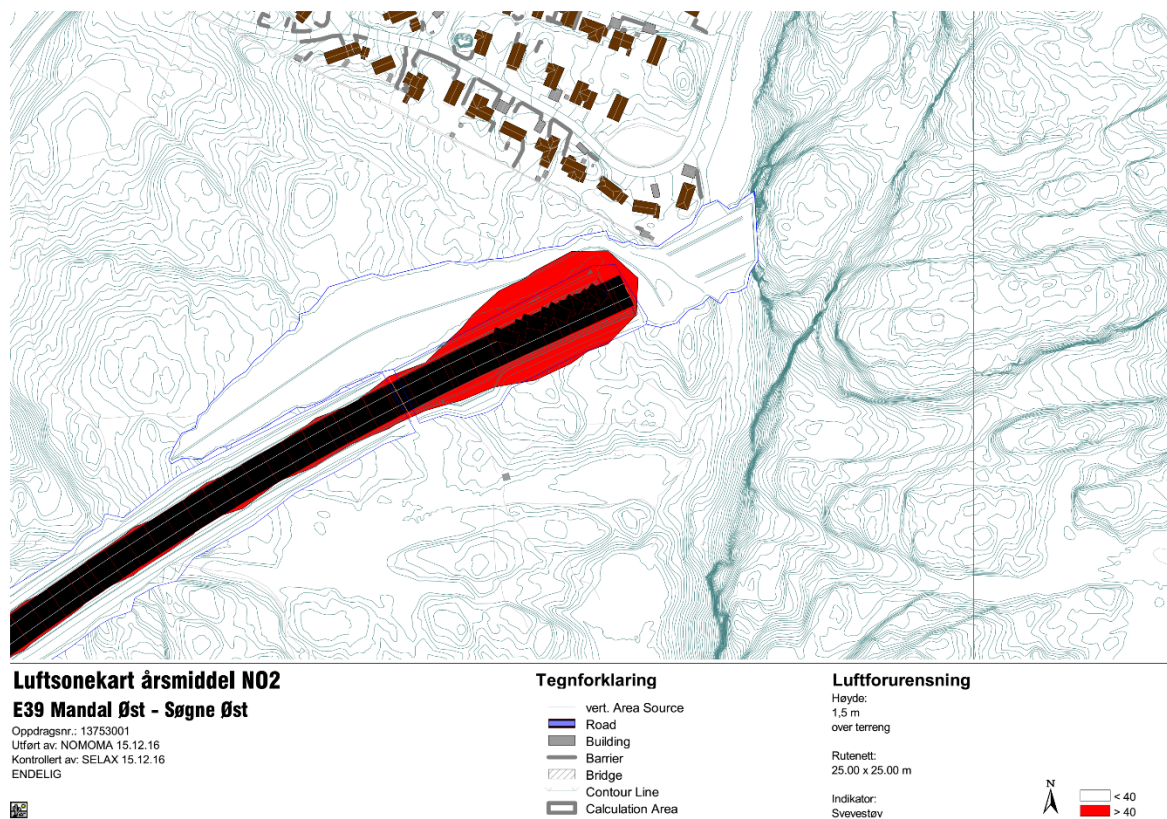 Luftsonekart årsmiddel NO2
E39 Mandal Øst - Søgne Øst
Oppdragsnr.: 13753001
Utført av: NOMOMA 15.12.16
Kontrollert av: SELAX 15.12.16
ENDELIG
Tegnforklaring
vert. Area Source
Road
Building
Barrier
Bridge
Contour Line
Calculation Area
Luftforurensning
Høyde:
1,5 m
over terreng
Rutenett:
25.00 x 25.00 m
Indikator:
Svevestøv
N
< 40
> 40